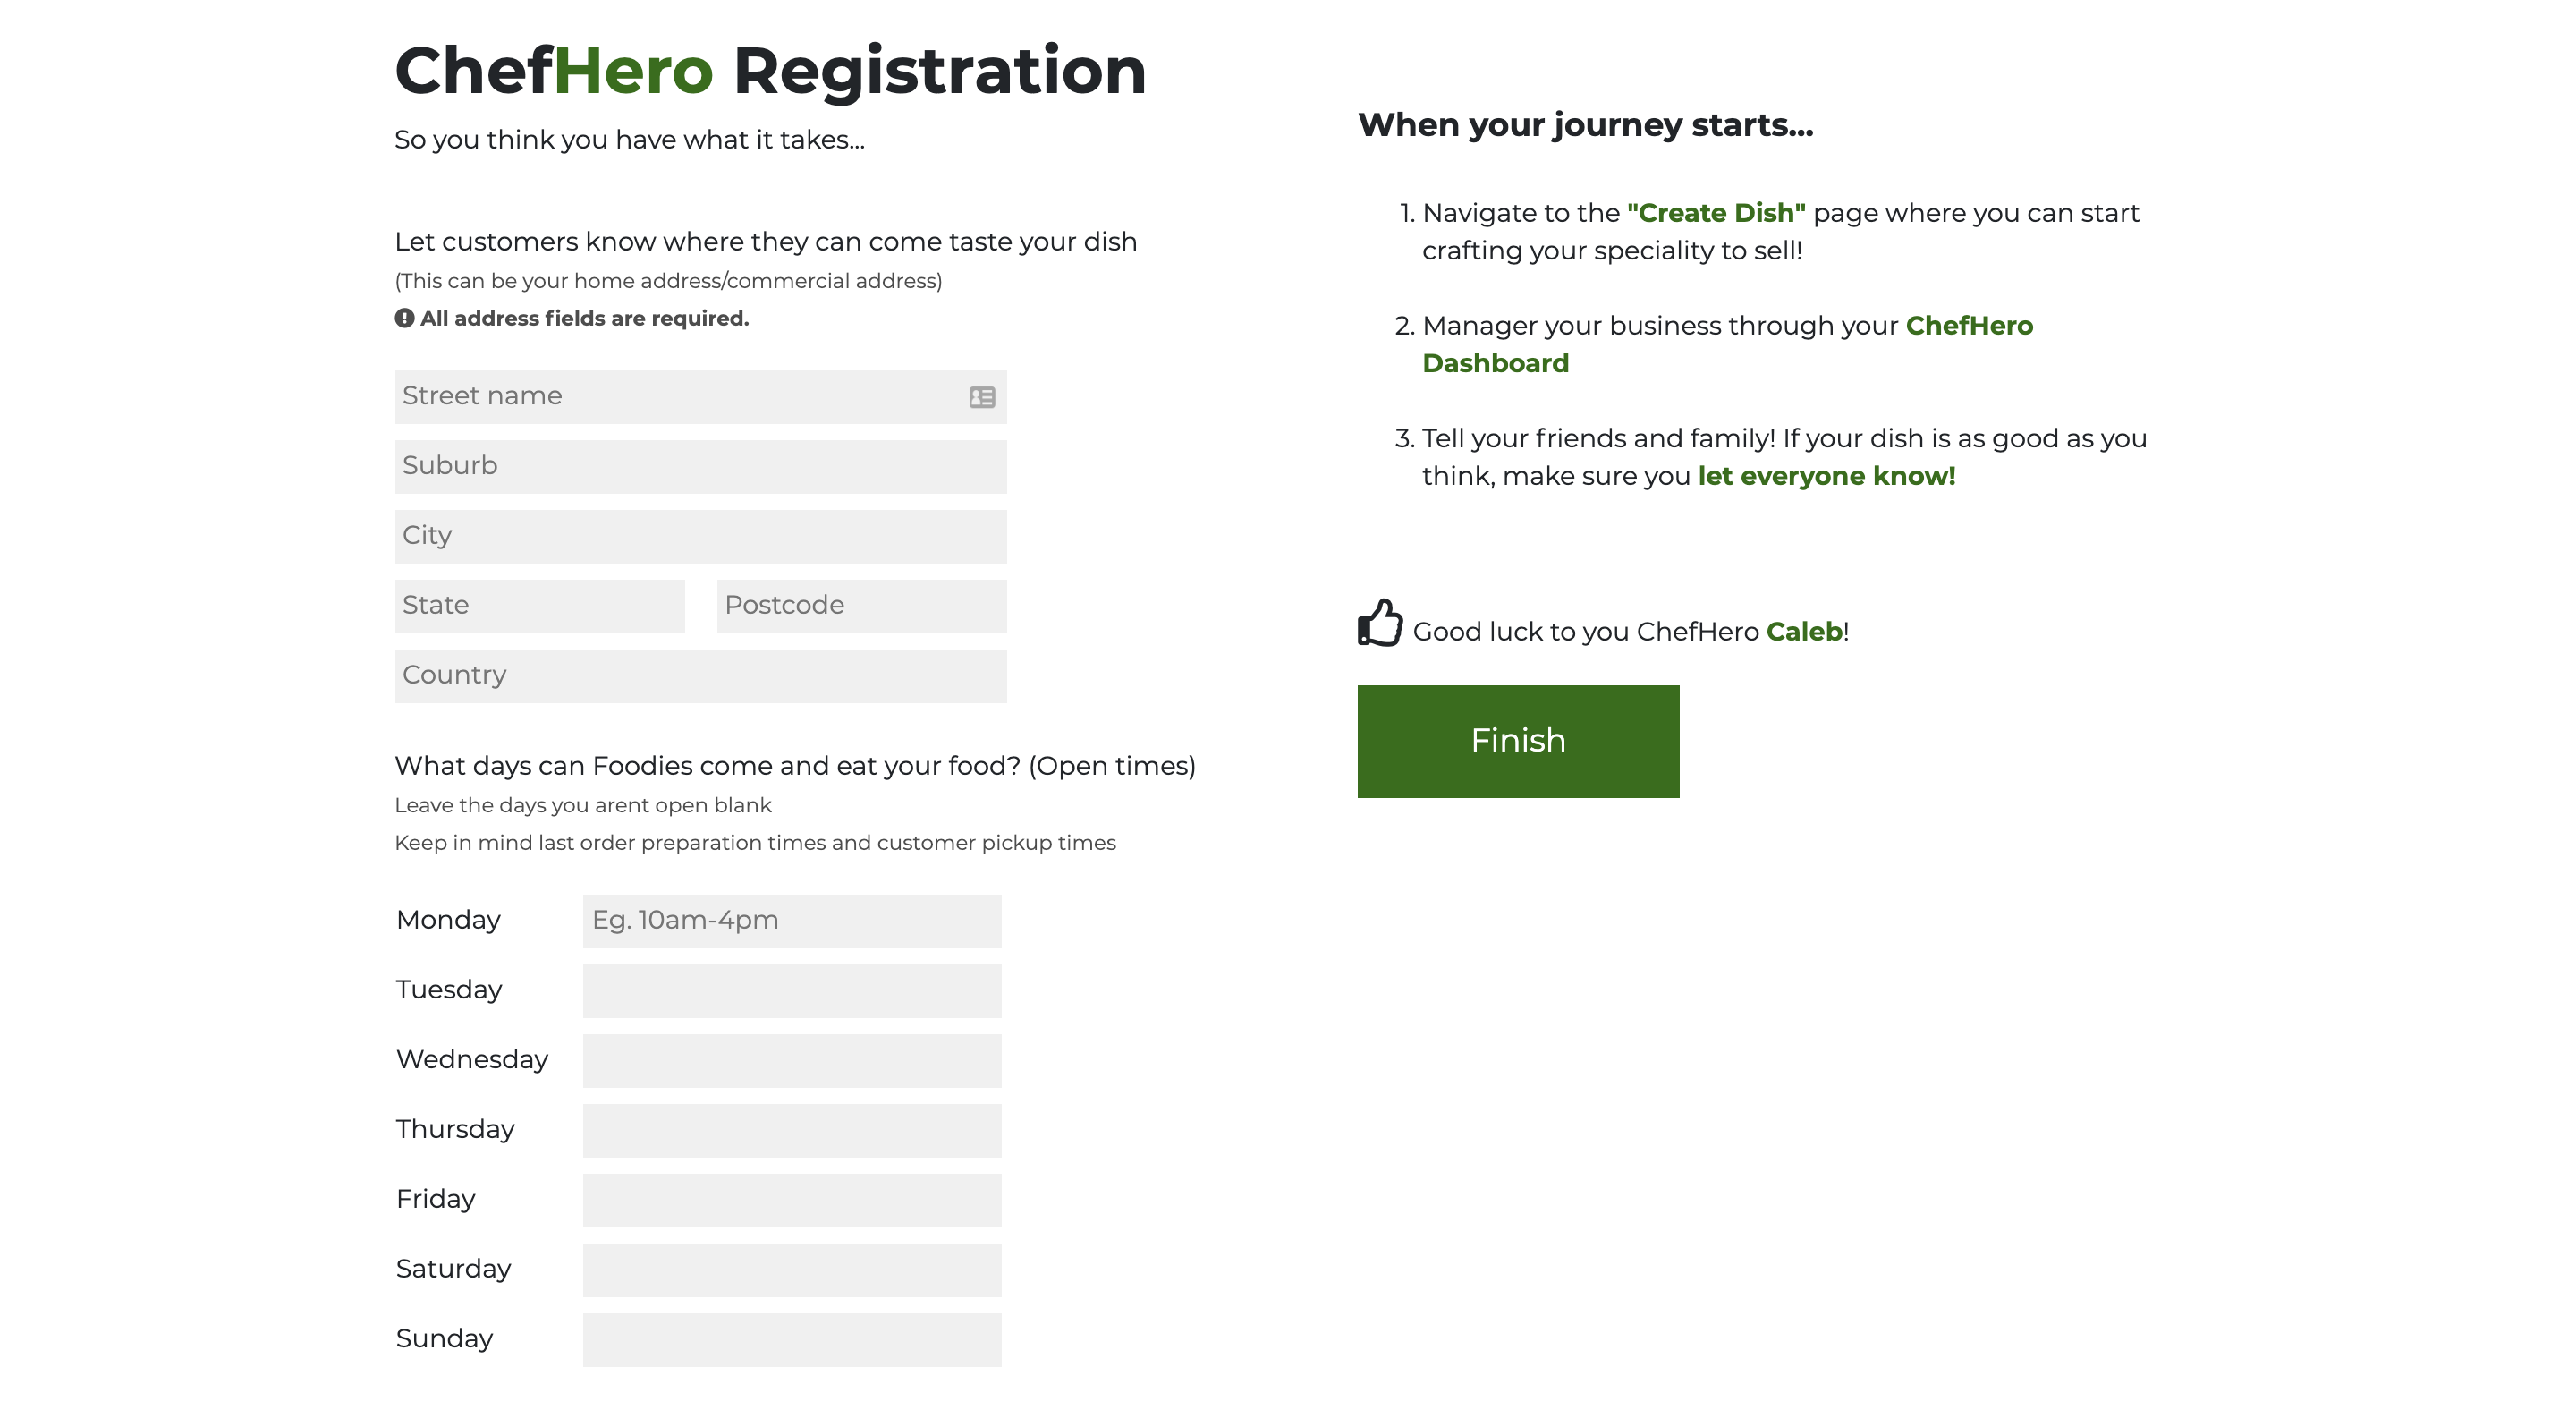 ChefHero Registration
So you think you have what it takes...
Let customers know where they can come taste your dish
(This can be your home address/commercial address)
All address fields are required.
Street name
Suburb
City
State Postcode
Country
What days can Foodies come and eat your food? (Open times)
Leave the days you arent open blank
Keep in mind last order preparation times and customer pickup times
Monday Eg. 10am-4pm
Tuesday
Wednesday
Thursday
Friday
Saturday
Sunday
When your journey starts...
1. Navigate to the "Create Dish" page where you can start
crafting your speciality to sell!
2. Manager your business through your ChefHero
Dashboard
3. Tell your friends and family! If your dish is as good as you
think, make sure you let everyone know!
Good luck to you ChefHero Caleb!
Finish